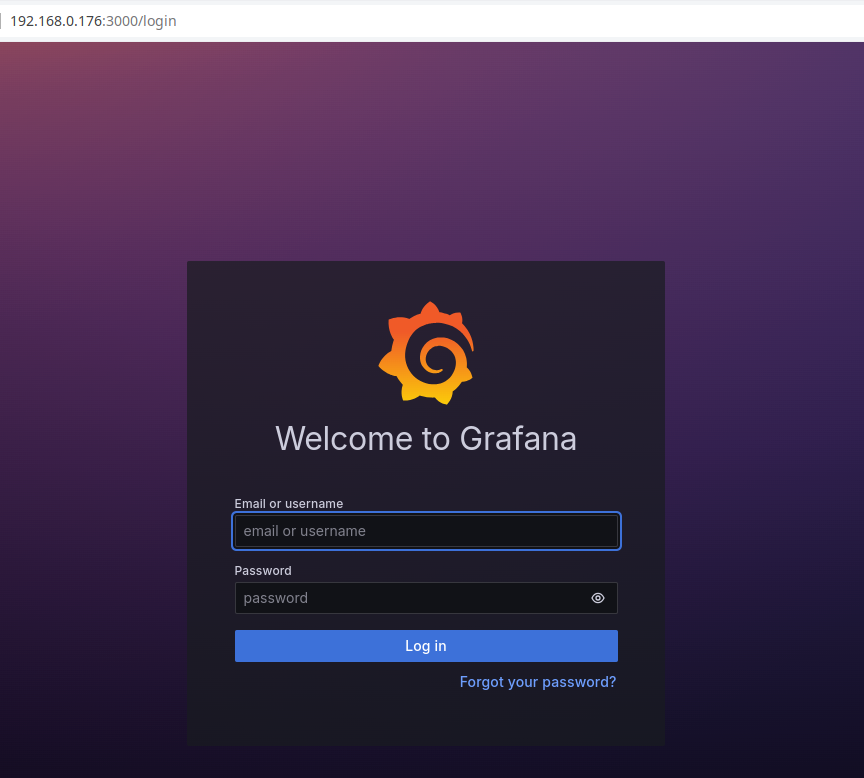 192.168.0.176:3000/login
Welcome to Grafana
Email or username
email or username
Password
password
Log in
Forgot your password?